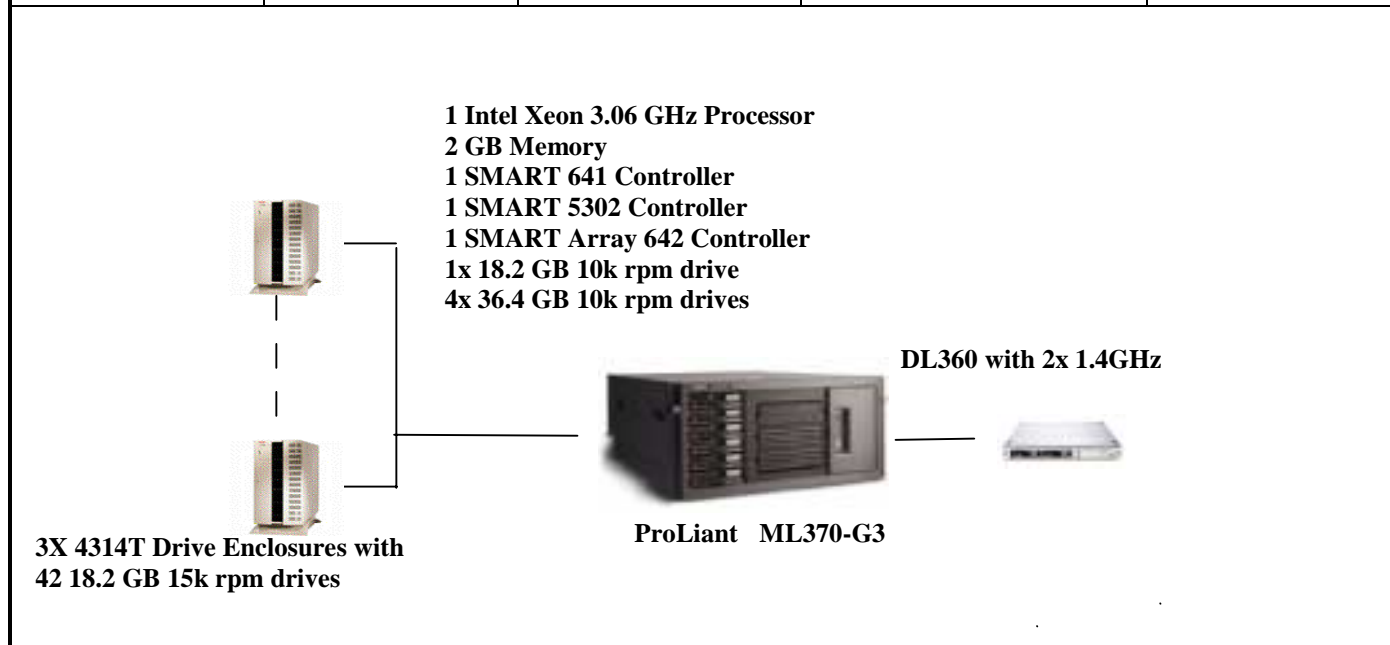 1 Intel Xeon 3.06 GHz Processor
2 GB Memory
1 SMART 641 Controller
1 SMART 5302 Controller
1 SMART Array 642 Controller
1x 18.2 GB 10k rpm drive
4x 36.4 GB 10k rpm drives
DL360 with 2x 1.4GHz
ProLiant ML370-G3
3X 4314T Drive Enclosures with
42 18.2 GB 15k rpm drives